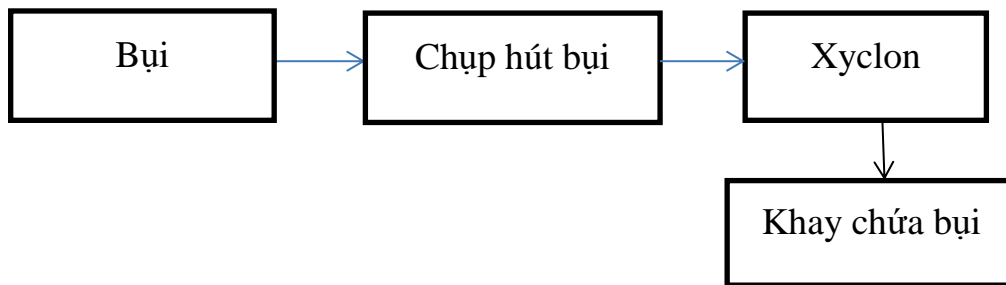 Bụi
Chụp hút bụi
Xyclon
Khay chứa bụi